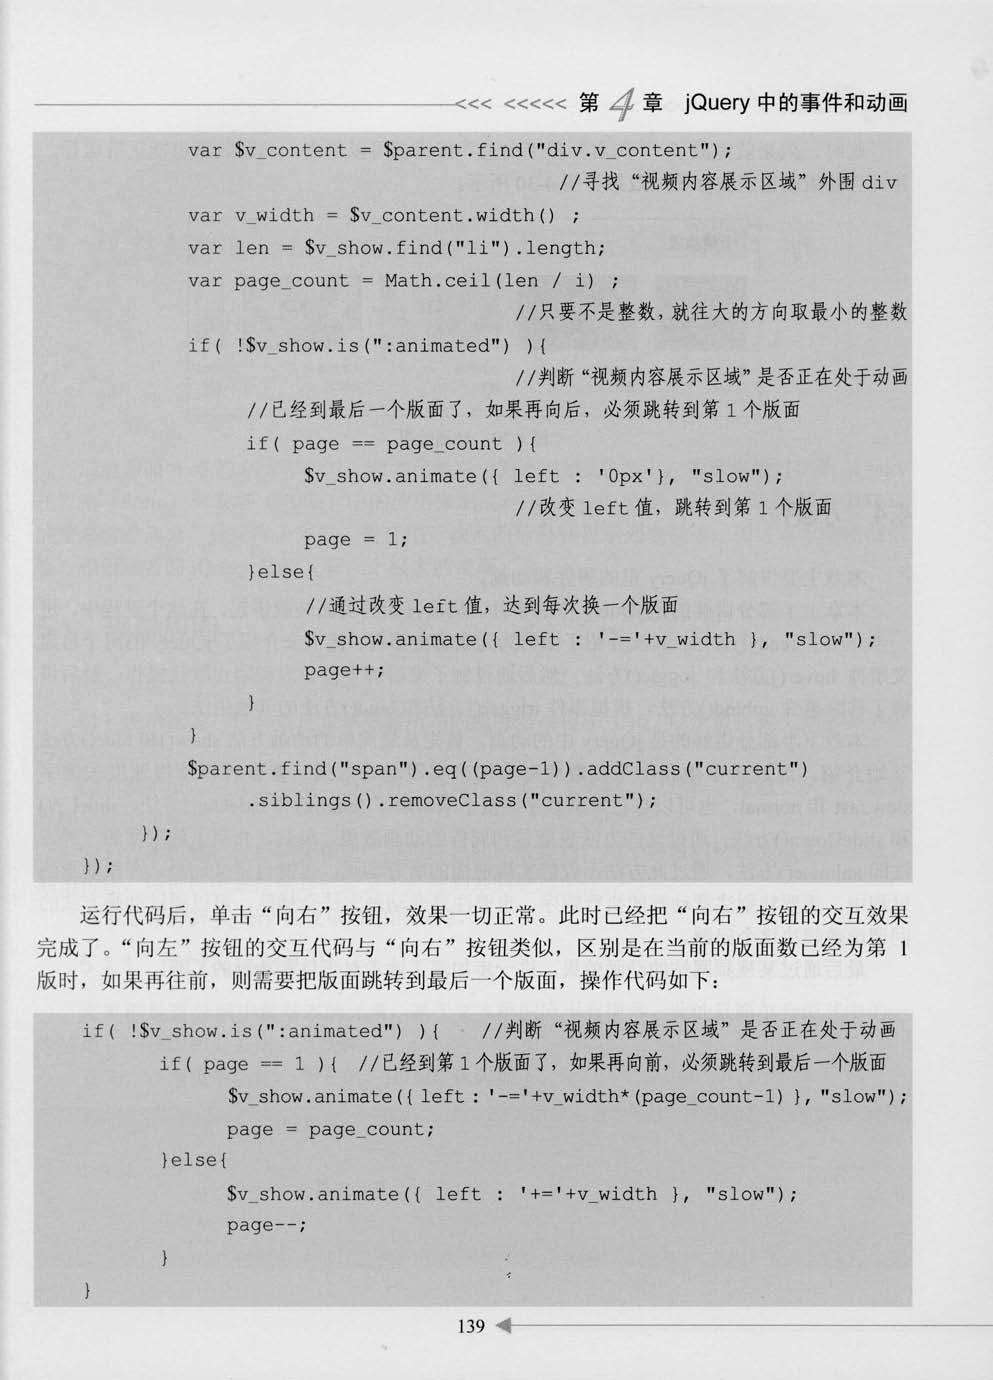 <<< <<<<< 第 4 章 jQuery 中的事件和动画
var $v_content = $parent.find("div.v_content");
//寻找“视频内容展示区域”外围 div
var v_width = $v_content.width() ;
var len = $v_show.find("li").length;
var page_count = Math.ceil(len / i) ;
//只要不是整数，就往大的方向取最小的整数
if( !$v_show.is(":animated") ){
//判断“视频内容展示区域”是否正在处于动画
//已经到最后一个版面了，如果再向后，必须跳转到第 1 个版面
if( page == page_count ){
$v_show.animate({ left : '0px'}, "slow");
//改变 left 值，跳转到第 1 个版面
page = 1;
}else{
//通过改变 left 值，达到每次换一个版面
$v_show.animate({ left : '-='+v_width }, "slow");
page++;
}
}
$parent.find("span").eq((page-1)).addClass("current")
.siblings().removeClass("current");
});
});
运行代码后，单击“向右”按钮，效果一切正常。此时已经把“向右”按钮的交互效果
完成了。“向左”按钮的交互代码与“向右”按钮类似，区别是在当前的版面数已经为第 1
版时，如果再往前，则需要把版面跳转到最后一个版面，操作代码如下：
if( !$v_show.is(":animated") ){ //判断“视频内容展示区域”是否正在处于动画
if( page == 1 ){ //已经到第 1 个版面了，如果再向前，必须跳转到最后一个版面
$v_show.animate({ left : '-='+v_width*(page_count-1) }, "slow");
page = page_count;
}else{
$v_show.animate({ left : '+='+v_width }, "slow");
page--;
}
}
139